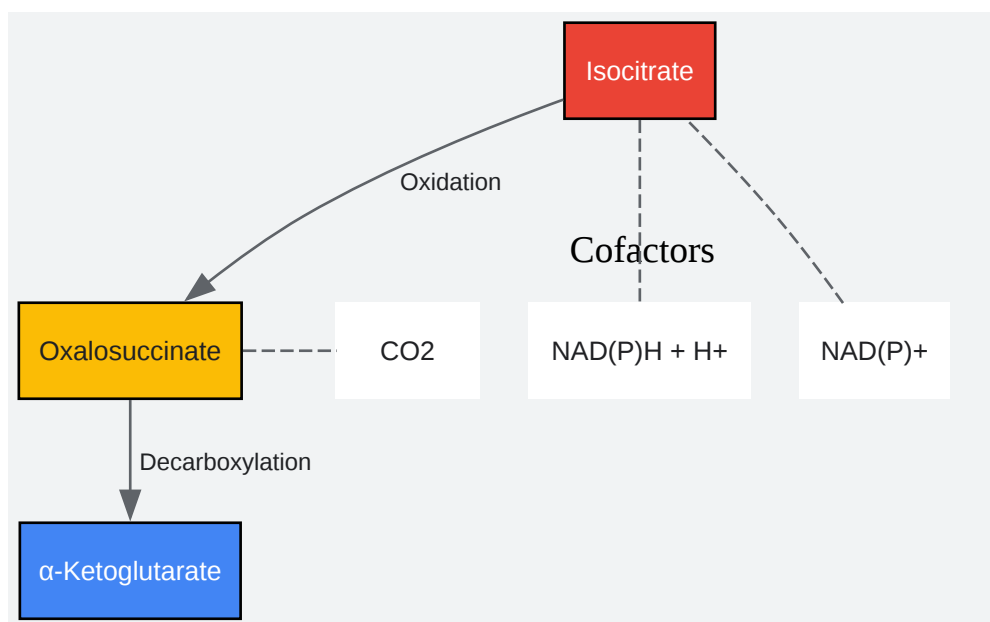 Isocitrate
Oxidation
Cofactors
Oxalosuccinate
CO2
NAD(P)H + H+
NAD(P)+
Decarboxylation
α-Ketoglutarate